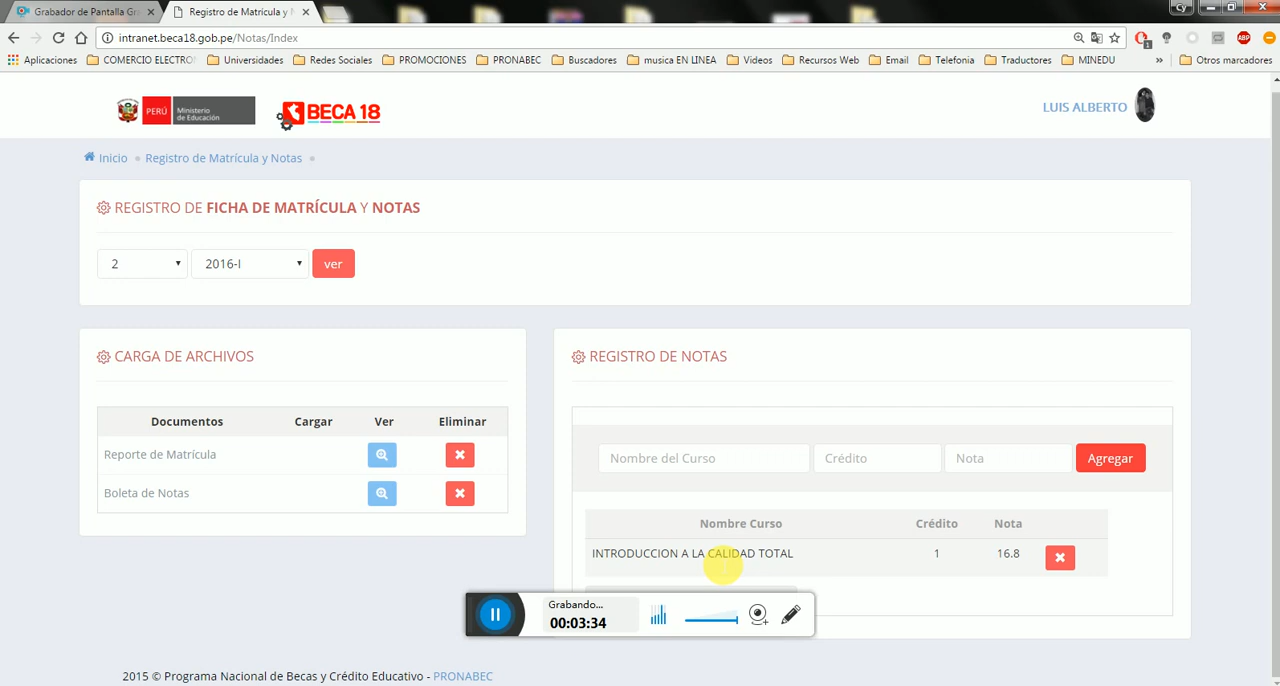 Grabador de Pantalla Gra
Registro de Matrícula y N
Cy
intranet.beca18.gob.pe/Notas/Index
1
ABP
Aplicaciones
COMERCIO ELECTRO
Universidades
Redes Sociales
PROMOCIONES
PRONABEC
Buscadores
musica EN LINEA
Videos
Recursos Web
Email
Telefonia
Traductores
MINEDU
»
Otros marcadores
PERÚ
Ministerio
de Educación
BECA 18
LUIS ALBERTO
Inicio
Registro de Matrícula y Notas
REGISTRO DE FICHA DE MATRÍCULA Y NOTAS
2
2016-I
ver
CARGA DE ARCHIVOS
Documentos Cargar Ver Eliminar
Reporte de Matrícula
Boleta de Notas
REGISTRO DE NOTAS
Nombre del Curso
Crédito
Nota
Agregar
Nombre Curso Crédito Nota
INTRODUCCION A LA CALIDAD TOTAL 1 16.8
Grabando...
00:03:34
2015 © Programa Nacional de Becas y Crédito Educativo - PRONABEC